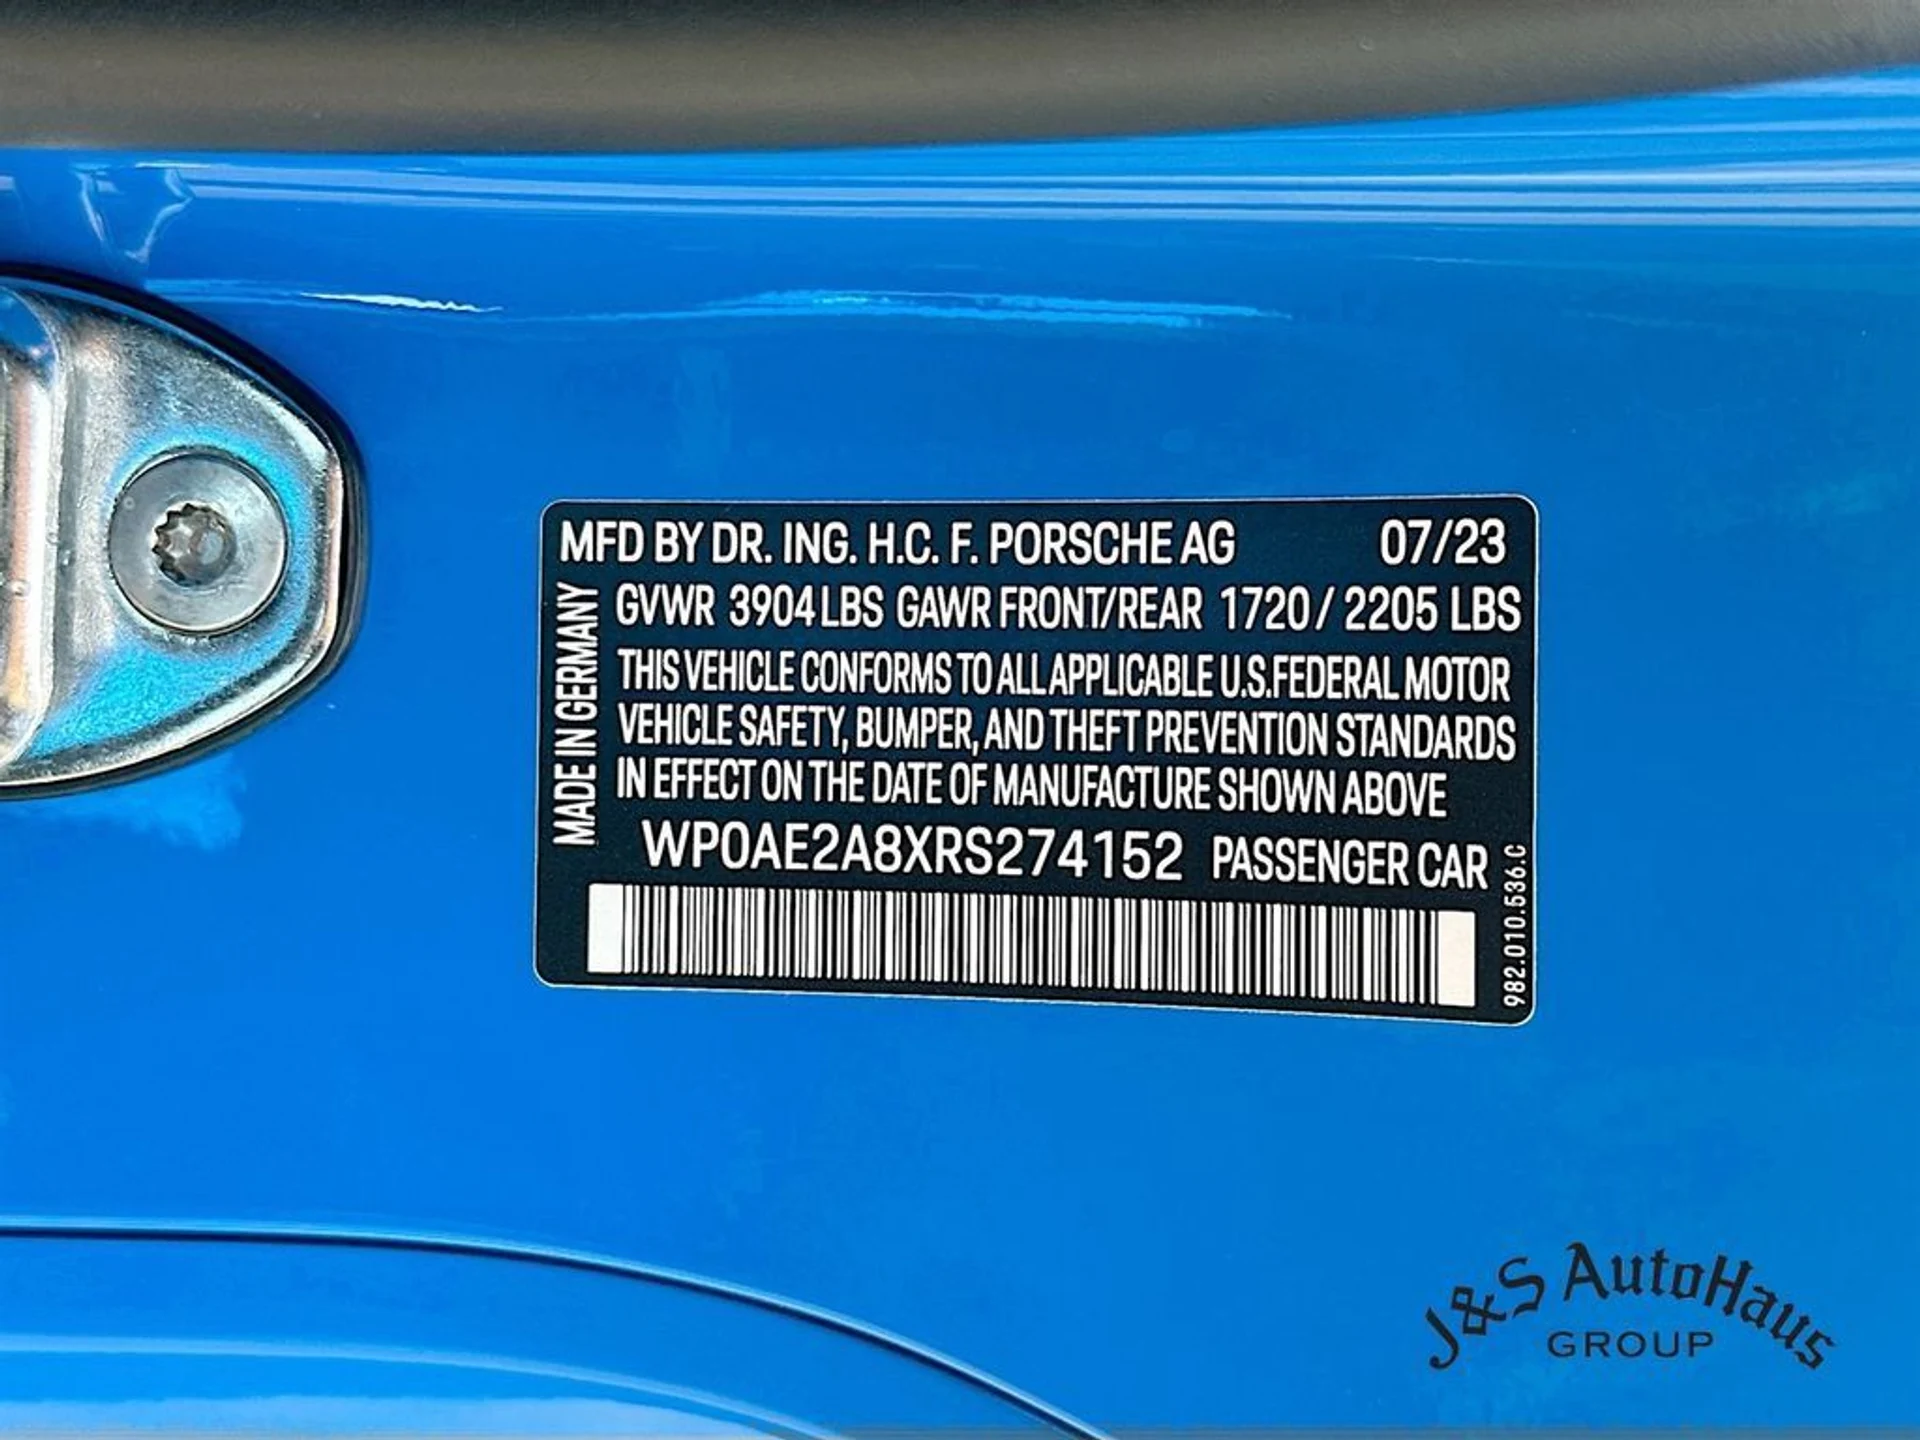 MFD BY DR. ING. H.C. F. PORSCHE AG 07/23
MADE IN GERMANY
GVWR 3904 LBS GAWR FRONT/REAR 1720 / 2205 LBS
THIS VEHICLE CONFORMS TO ALL APPLICABLE U.S.FEDERAL MOTOR
VEHICLE SAFETY, BUMPER, AND THEFT PREVENTION STANDARDS
IN EFFECT ON THE DATE OF MANUFACTURE SHOWN ABOVE
WP0AE2A8XRS274152 PASSENGER CAR
982.010.536.C
J&S AutoHaus
GROUP